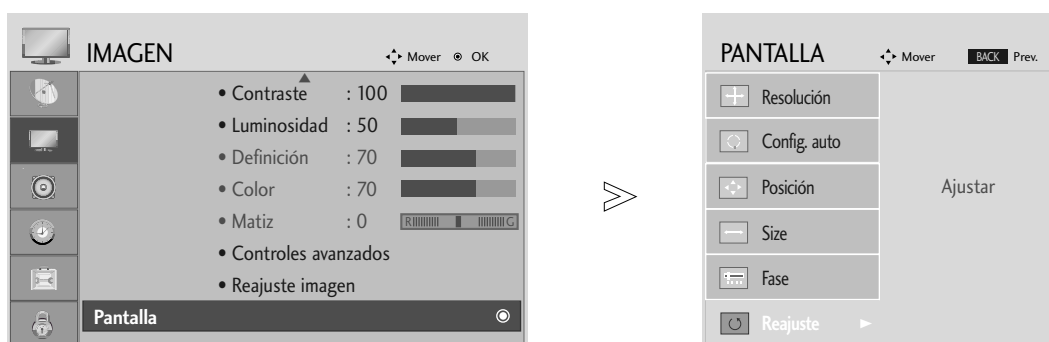 IMAGEN Mover OK
• Contraste : 100
• Luminosidad : 50
• Definición : 70
• Color : 70
• Matiz : 0 R G
• Controles avanzados
• Reajuste imagen
Pantalla
PANTALLA Mover BACK Prev.
Resolución
Config. auto
Posición
Ajustar
Size
Fase
Reajuste